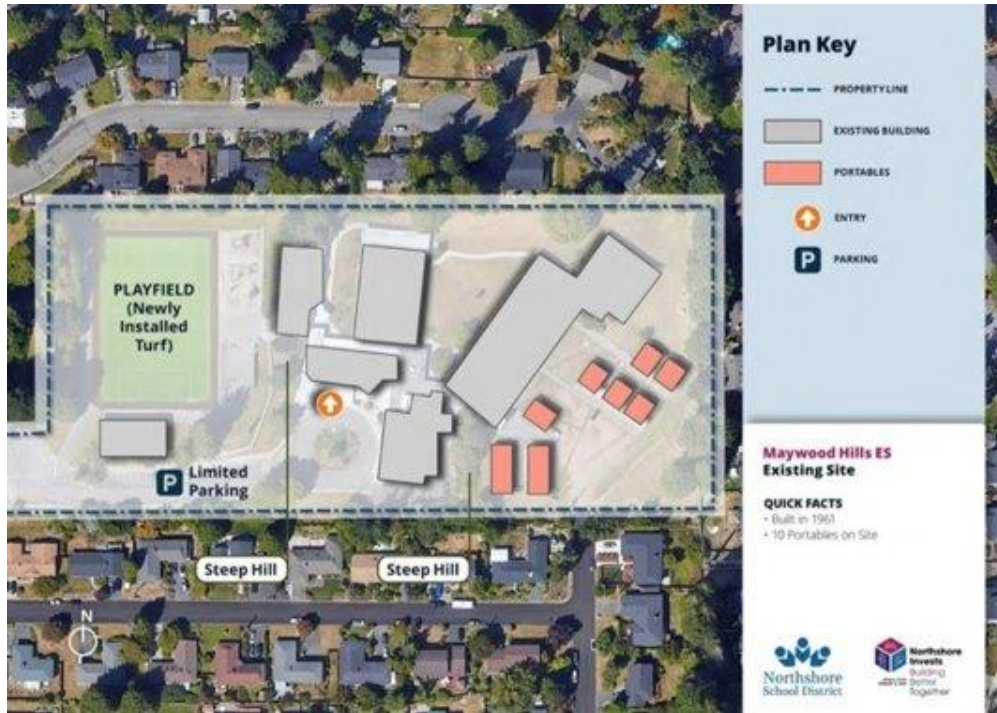 Plan Key
PROPERTY LINE
EXISTING BUILDING
PORTABLES
ENTRY
P PARKING
PLAYFIELD
(Newly
Installed
Turf)
P Limited
Parking
Steep Hill
Steep Hill
N
Maywood Hills ES
Existing Site
QUICK FACTS
• Built in 1961
• 10 Portables on Site
Northshore
School District
Northshore
Invests
Building
Better
Together